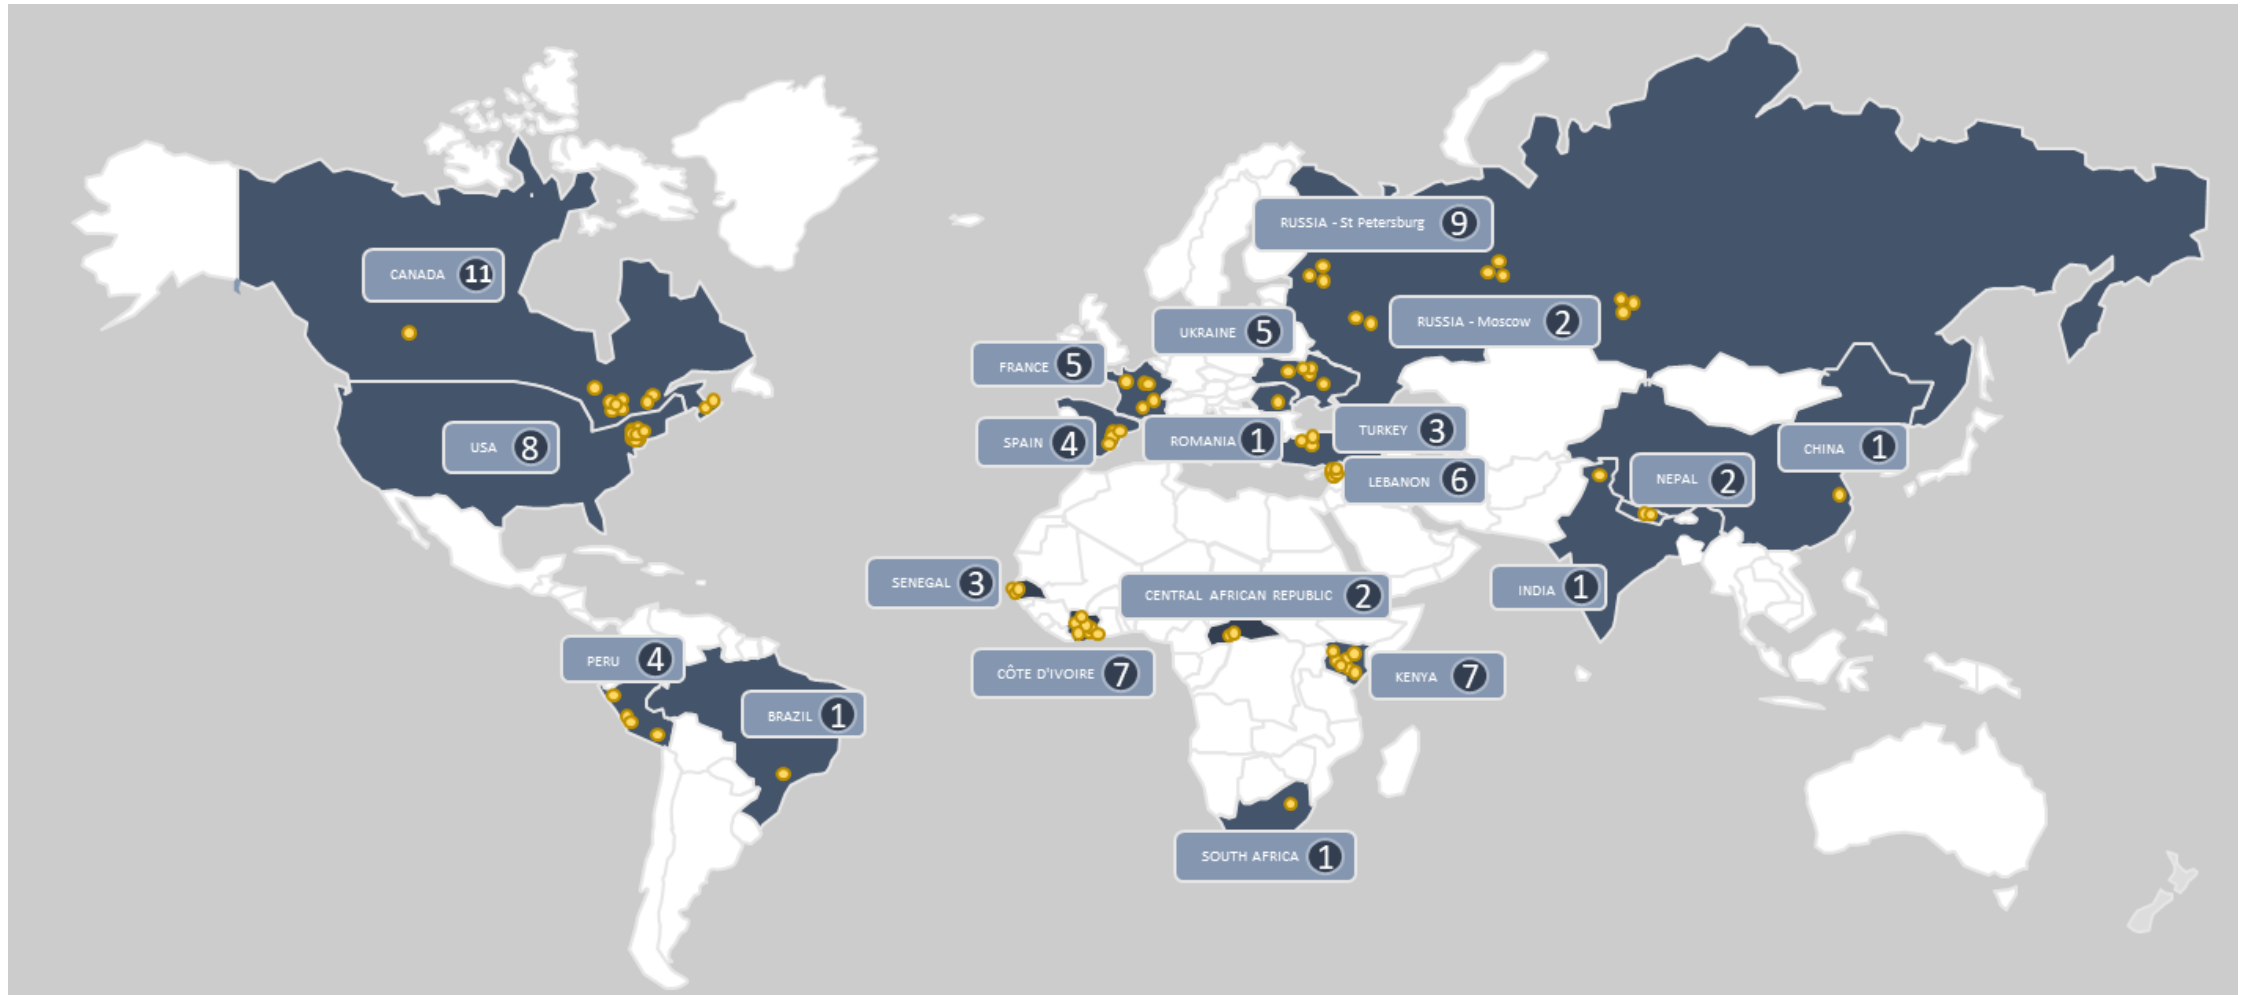 RUSSIA - St Petersburg 9
CANADA 11
RUSSIA - Moscow 2
UKRAINE 5
FRANCE 5
TURKEY 3
SPAIN 4
ROMANIA 1
USA 8
CHINA 1
LEBANON 6
NEPAL 2
SENEGAL 3
CENTRAL AFRICAN REPUBLIC 2
INDIA 1
PERU 4
CÔTE D'IVOIRE 7
KENYA 7
BRAZIL 1
SOUTH AFRICA 1